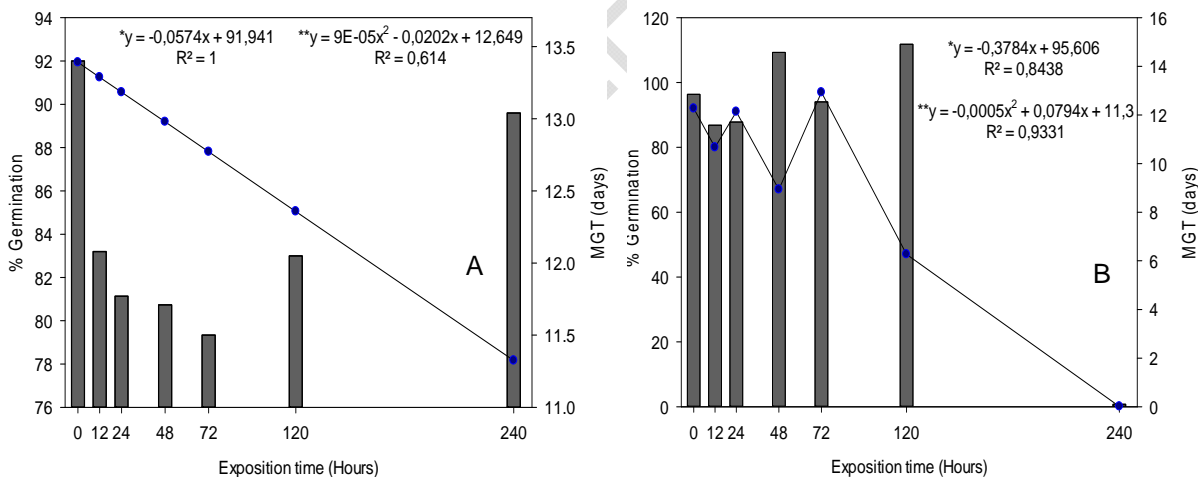 *y = -0,0574x + 91,941
R² = 1
**y = 9E-05x² - 0,0202x + 12,649
R² = 0,614
94
92
90
88
86
84
82
80
78
76
% Germination
13.5
13.0
12.5
12.0
11.5
11.0
MGT (days)
A
0 12 24 48 72 120 240
Exposition time (Hours)
*y = -0,3784x + 95,606
R² = 0,8438
**y = -0,0005x² + 0,0794x + 11,3
R² = 0,9331
120
100
80
60
40
20
0
% Germination
16
14
12
10
8
6
4
2
0
MGT (days)
B
0 12 24 48 72 120 240
Exposition time (Hours)